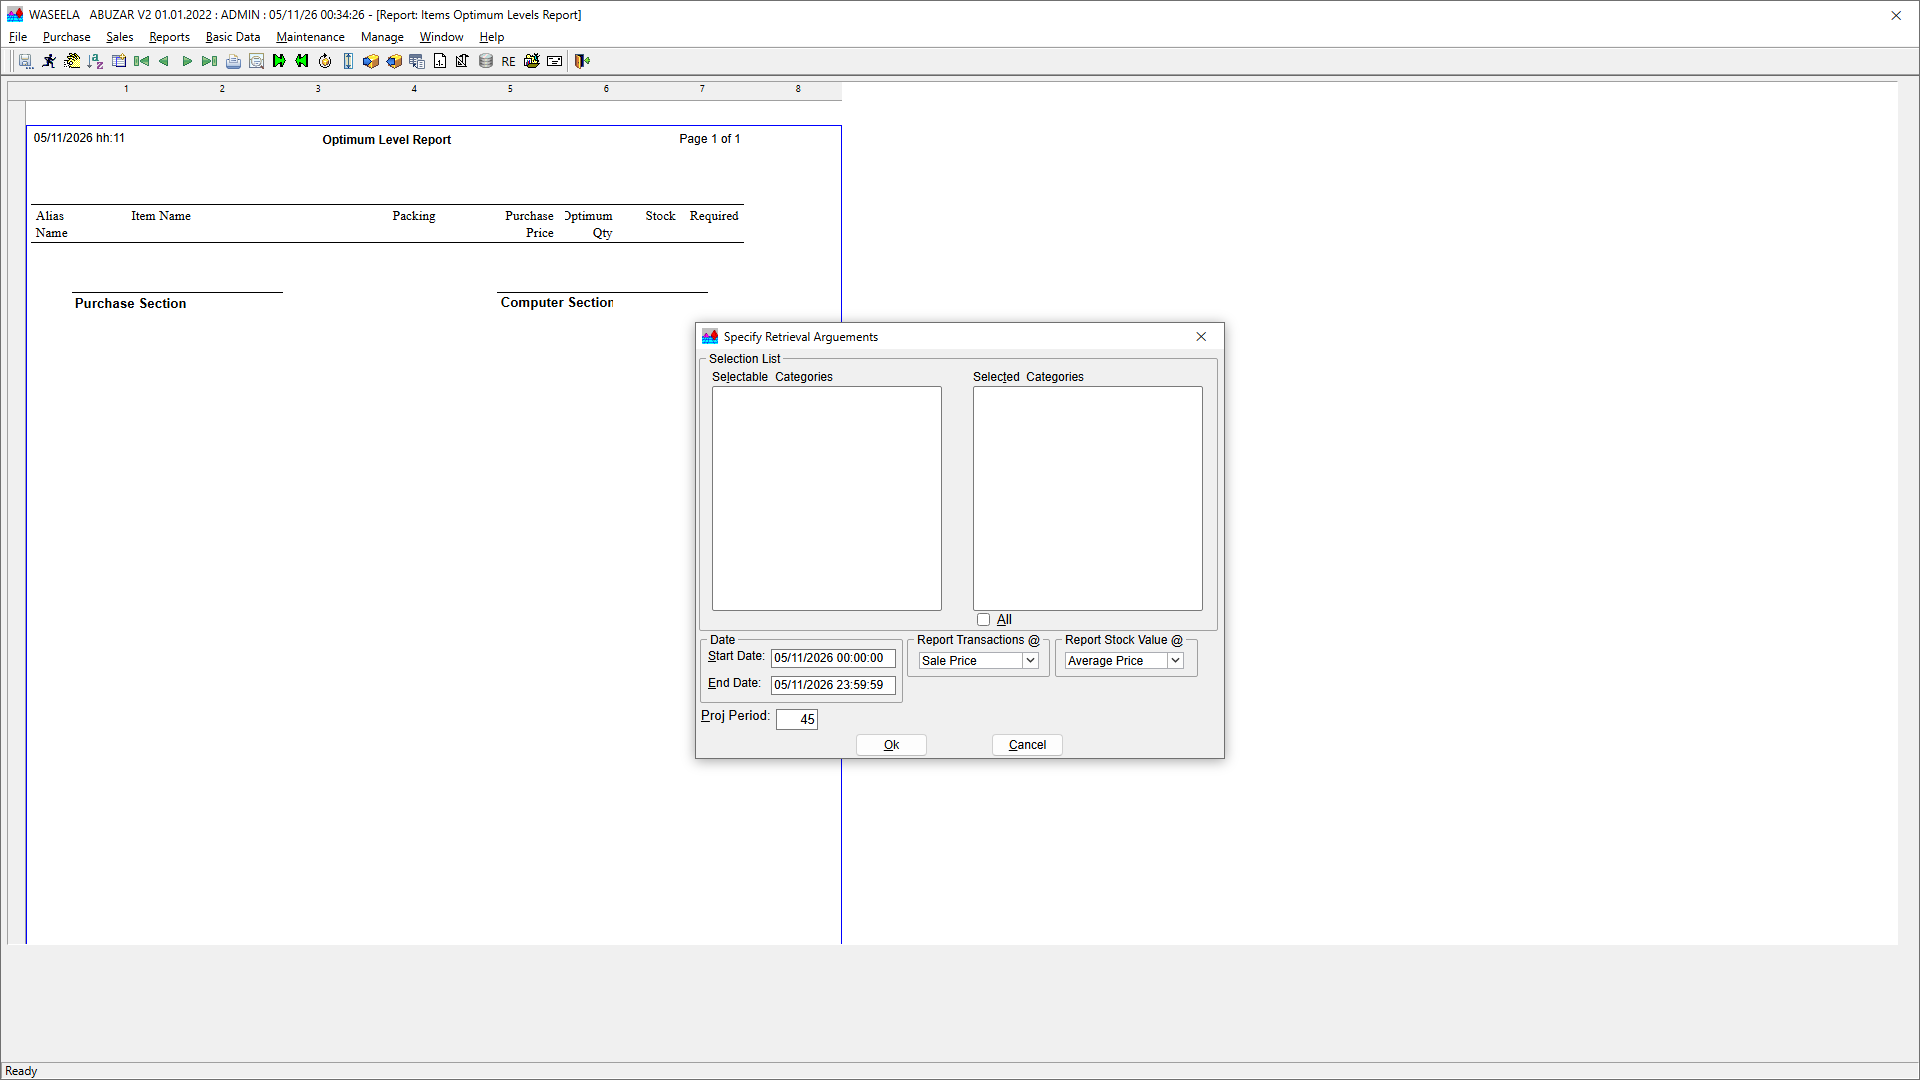 WASEELA   ABUZAR V2 01.01.2022 : ADMIN : 05/11/26 00:34:26 - [Report: Items Optimum Levels Report]
File Purchase Sales Reports Basic Data Maintenance Manage Window Help
RE
1 2 3 4 5 6 7 8
05/11/2026 hh:11 Optimum Level Report Page 1 of 1
Alias Item Name Packing Purchase Optimum Stock Required
Name Price Qty
Purchase Section Computer Section
Specify Retrieval Arguements
Selection List
Selectable  Categories Selected  Categories
All
Date Report Transactions @ Report Stock Value @
Start Date: 05/11/2026 00:00:00 Sale Price Average Price
End Date: 05/11/2026 23:59:59
Proj Period: 45
Ok Cancel
Ready